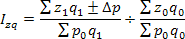 I_{zq} = \frac{\sum z_1 q_1 \pm \Delta p}{\sum p_0 q_1} \div \frac{\sum z_0 q_0}{\sum p_0 q_0}